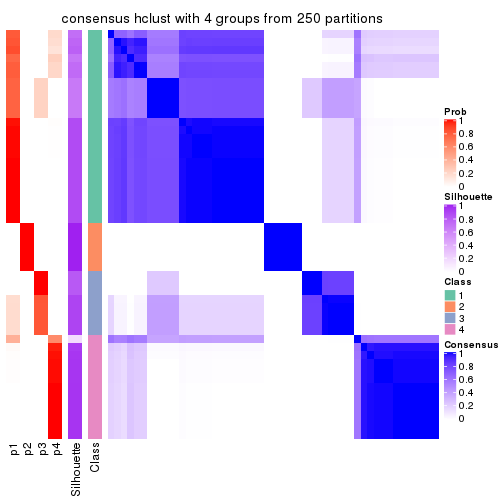 consensus hclust with 4 groups from 250 partitions
Prob
1
0.8
0.6
0.4
0.2
0
Silhouette
1
0.8
0.6
0.4
0.2
0
Class
1
2
3
4
Consensus
1
0.8
0.6
0.4
0.2
0
p1
p2
p3
p4
Silhouette
Class